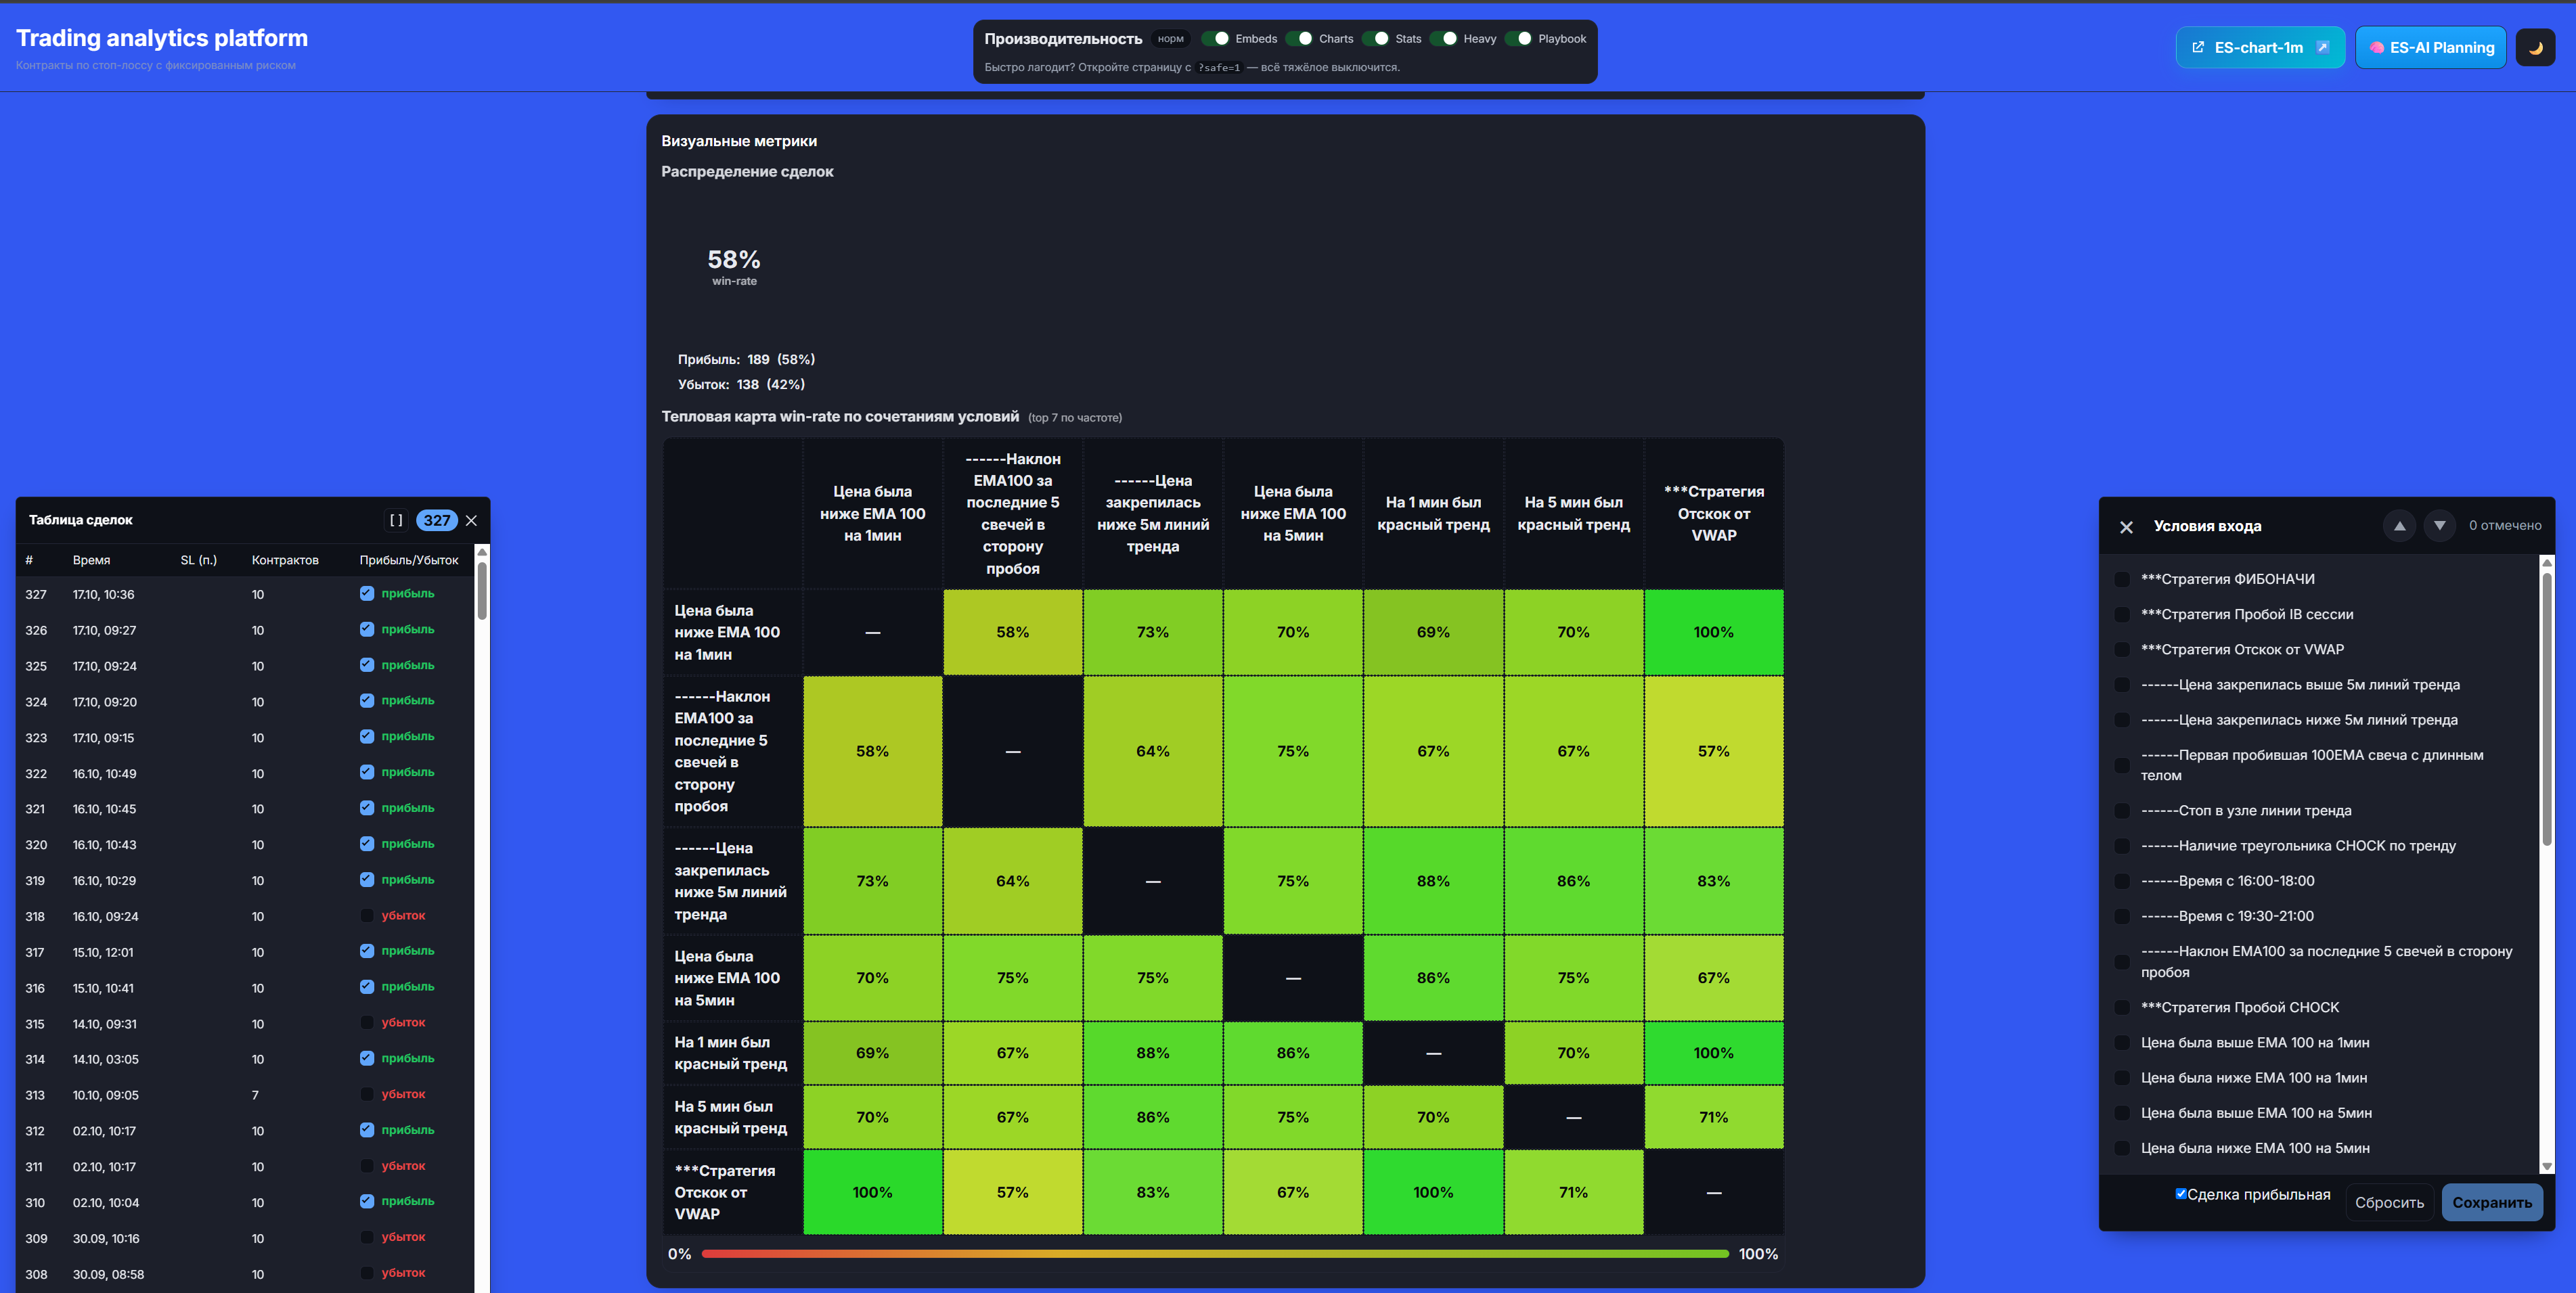 Trading analytics platform
Контракты по стоп-лоссу с фиксированным риском
Производительность норм Embeds Charts Stats Heavy Playbook
Быстро лагодит? Откройте страницу с ?safe=1 — всё тяжёлое выключится.
ES-chart-1m
ES-AI Planning
Визуальные метрики
Распределение сделок
58%
win-rate
Прибыль: 189 (58%)
Убыток: 138 (42%)
Тепловая карта win-rate по сочетаниям условий (top 7 по частоте)
Цена была
ниже EMA 100
на 1мин
------Наклон
EMA100 за
последние 5
свечей в
сторону
пробоя
------Цена
закрепилась
ниже 5м линий
тренда
Цена была
ниже EMA 100
на 5мин
На 1 мин был
красный тренд
На 5 мин был
красный тренд
***Стратегия
Отскок от
VWAP
Цена была
ниже EMA 100
на 1мин
— 58% 73% 70% 69% 70% 100%
------Наклон
EMA100 за
последние 5
свечей в
сторону
пробоя
58% — 64% 75% 67% 67% 57%
------Цена
закрепилась
ниже 5м линий
тренда
73% 64% — 75% 88% 86% 83%
Цена была
ниже EMA 100
на 5мин
70% 75% 75% — 86% 75% 67%
На 1 мин был
красный тренд
69% 67% 88% 86% — 70% 100%
На 5 мин был
красный тренд
70% 67% 86% 75% 70% — 71%
***Стратегия
Отскок от
VWAP
100% 57% 83% 67% 100% 71% —
0% 100%
Таблица сделок [ ] 327
# Время SL (п.) Контрактов Прибыль/Убыток
327 17.10, 10:36 10 прибыль
326 17.10, 09:27 10 прибыль
325 17.10, 09:24 10 прибыль
324 17.10, 09:20 10 прибыль
323 17.10, 09:15 10 прибыль
322 16.10, 10:49 10 прибыль
321 16.10, 10:45 10 прибыль
320 16.10, 10:43 10 прибыль
319 16.10, 10:29 10 прибыль
318 16.10, 09:24 10 убыток
317 15.10, 12:01 10 прибыль
316 15.10, 10:41 10 прибыль
315 14.10, 09:31 10 убыток
314 14.10, 03:05 10 прибыль
313 10.10, 09:05 7 убыток
312 02.10, 10:17 10 прибыль
311 02.10, 10:17 10 убыток
310 02.10, 10:04 10 прибыль
309 30.09, 10:16 10 убыток
308 30.09, 08:58 10 убыток
Условия входа 0 отмечено
***Стратегия ФИБОНАЧИ
***Стратегия Пробой IB сессии
***Стратегия Отскок от VWAP
------Цена закрепилась выше 5м линий тренда
------Цена закрепилась ниже 5м линий тренда
------Первая пробившая 100EMA свеча с длинным
телом
------Стоп в узле линии тренда
------Наличие треугольника CHOCK по тренду
------Время с 16:00-18:00
------Время с 19:30-21:00
------Наклон EMA100 за последние 5 свечей в сторону
пробоя
***Стратегия Пробой CHOCK
Цена была выше EMA 100 на 1мин
Цена была ниже EMA 100 на 1мин
Цена была выше EMA 100 на 5мин
Цена была ниже EMA 100 на 5мин
Сделка прибыльная Сбросить Сохранить